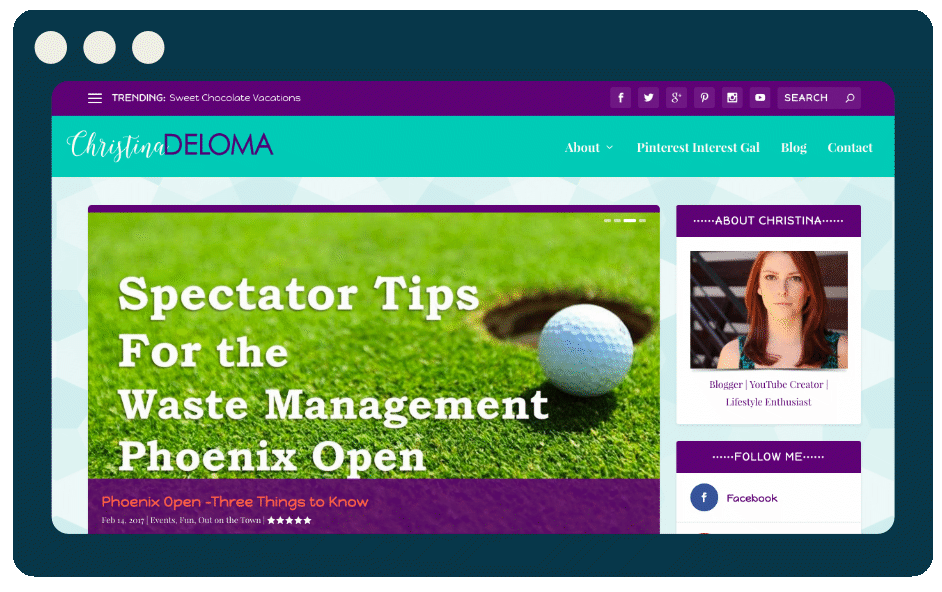 TRENDING: Sweet Chocolate Vacations
SEARCH
Christina DELOMA
About
Pinterest Interest Gal
Blog
Contact
Spectator Tips
For the
Waste Management
Phoenix Open
Phoenix Open -Three Things to Know
Feb 14, 2017 | Events, Fun, Out on the Town |
······ABOUT CHRISTINA······
Blogger | YouTube Creator |
Lifestyle Enthusiast
······FOLLOW ME······
Facebook